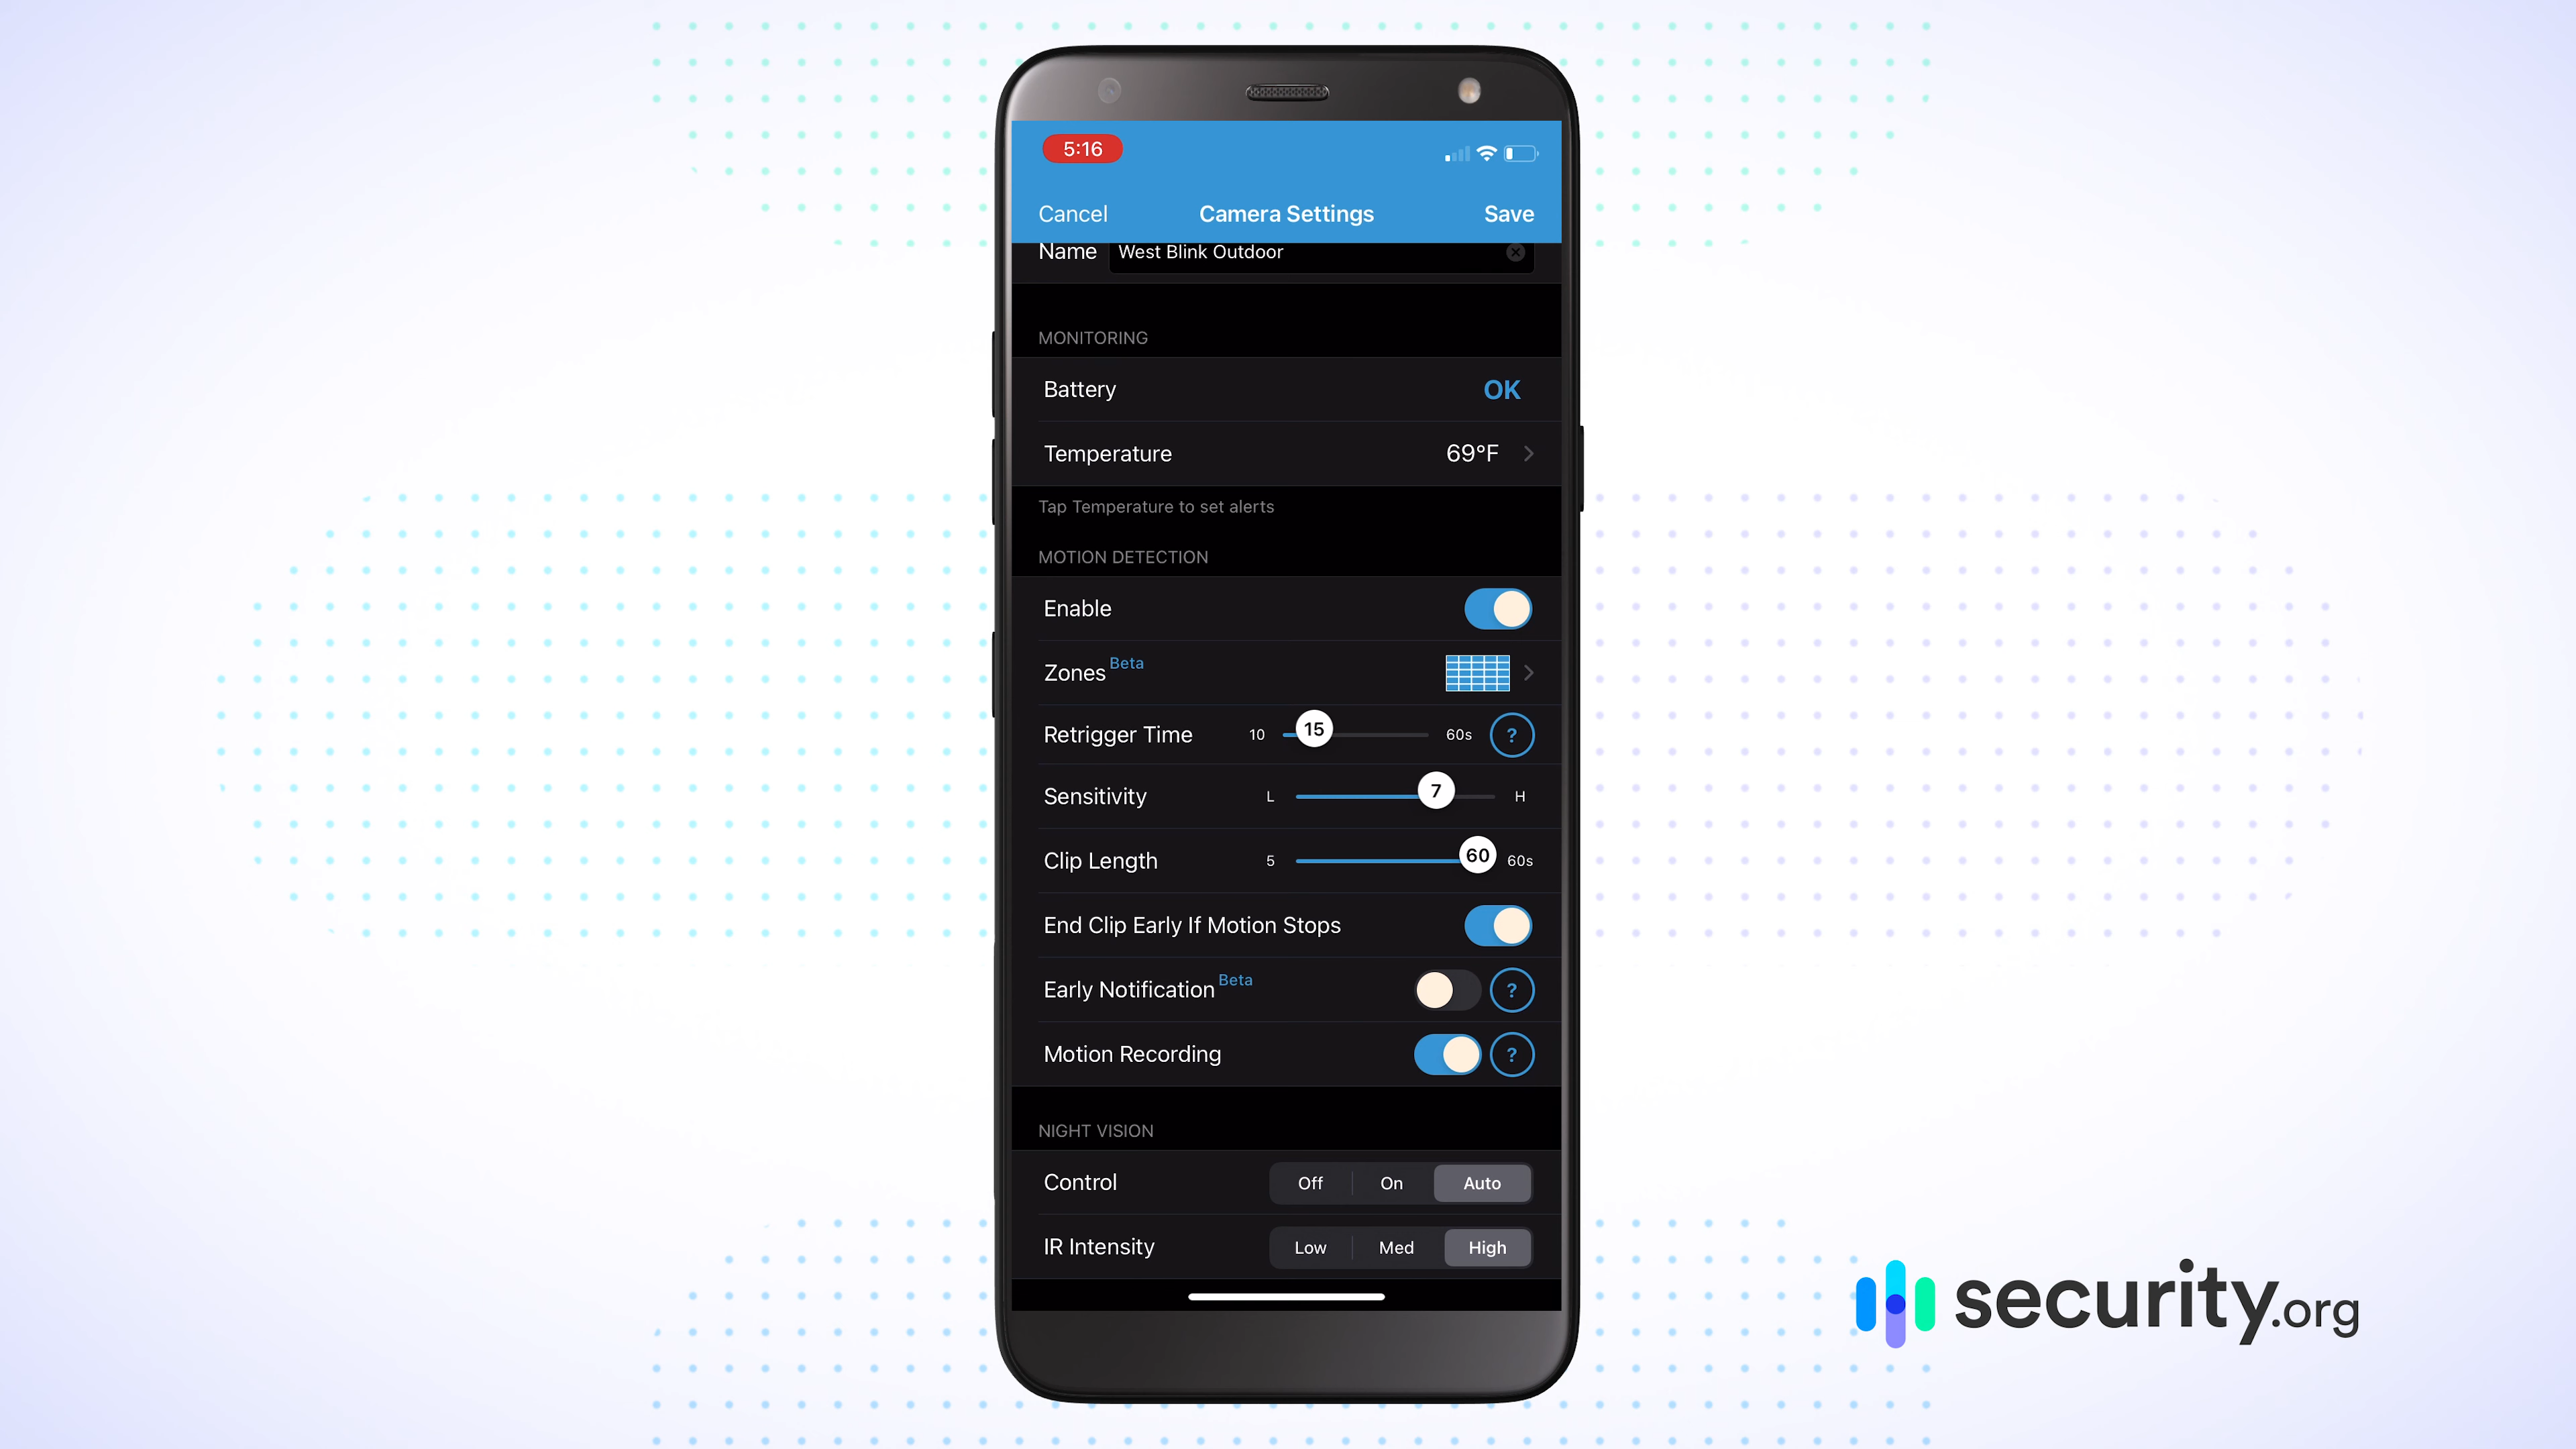 5:16
Cancel Camera Settings Save
Name West Blink Outdoor
MONITORING
Battery OK
Temperature 69°F
Tap Temperature to set alerts
MOTION DETECTION
Enable
Zones Beta
Retrigger Time 10 15 60s ?
Sensitivity L 7 H
Clip Length 5 60 60s
End Clip Early If Motion Stops
Early Notification Beta ?
Motion Recording ?
NIGHT VISION
Control Off On Auto
IR Intensity Low Med High
security.org